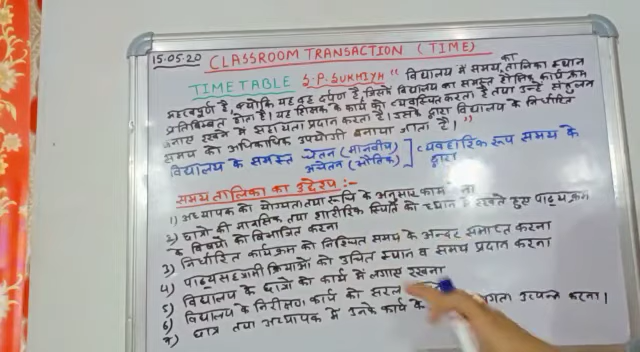 15.05.20 CLASSROOM TRANSACTION (TIME)
TIME TABLE S.P. SUKHIYA " विद्यालय में समय तालिका का स्थान
महत्वपूर्ण है, क्योंकि यह वह दर्पण है, जिसमें विद्यालय का समस्त शैक्षिक कार्यक्रम
प्रतिबिम्बित होता है। यह शिक्षक के कार्य को व्यवस्थित करता है तथा उन्हें संतुलन
बनाए रखने में सहायता प्रदान करता है। इसके द्वारा विद्यालय के निर्धारित
समय को अधिकाधिक उपयोगी बनाया जाता है।"
विद्यालय के समस्त चेतन (मानवीय) व्यवहारिक रूप समय के
अचेतन (भौतिक) द्वारा
समय तालिका का उद्देश्य :-
1) अध्यापक की योग्यता तथा रूचि के अनुसार काम ना
2) छात्रों की मानसिक तथा शारीरिक स्थिति को ध्यान रखते हुए पाठ्यक्रम
के विषयों को विभाजित करना
3) निर्धारित कार्यक्रम को निश्चित समय के अन्दर समाप्त करना
4) पाठ्यसहगामी क्रियाओं को उचित स्थान व समय प्रदान करना
5) विद्यालय के छात्रों को कार्य में लगाए रखना
6) विद्यालय के निरीक्षण कार्य को सरल
7) छात्र तथा अध्यापक में उनके कार्य के उत्पन्न करना।